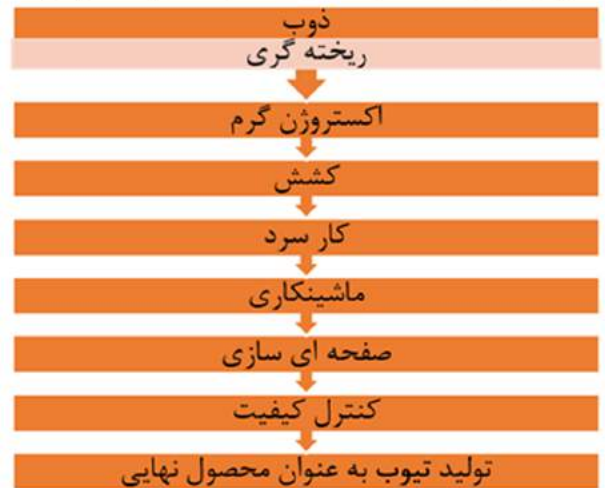 ذوب
ریخته گری
اکستروژن گرم
کشش
کار سرد
ماشینکاری
صفحه ای سازی
کنترل کیفیت
تولید تیوب به عنوان محصول نهایی